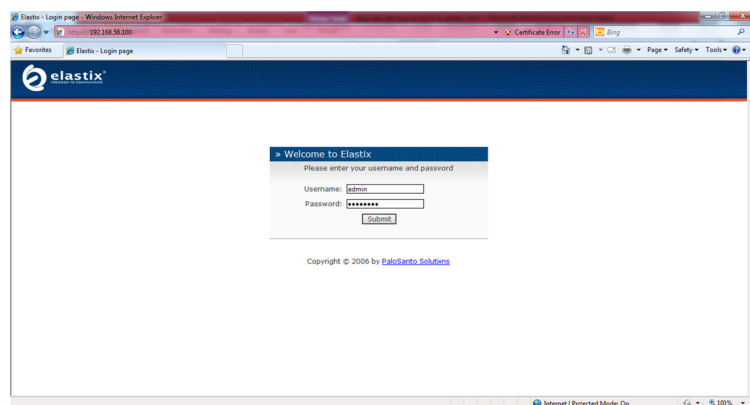 Elastix - Login page - Windows Internet Explorer
192.168.56.100
Certificate Error
Bing
Favorites
Elastix - Login page
Page
Safety
Tools
elastix
» Welcome to Elastix
Please enter your username and password
Username: admin
Password: ••••••••
Submit
Copyright © 2006 by PaloSanto Solutions
Internet | Protected Mode: On
100%